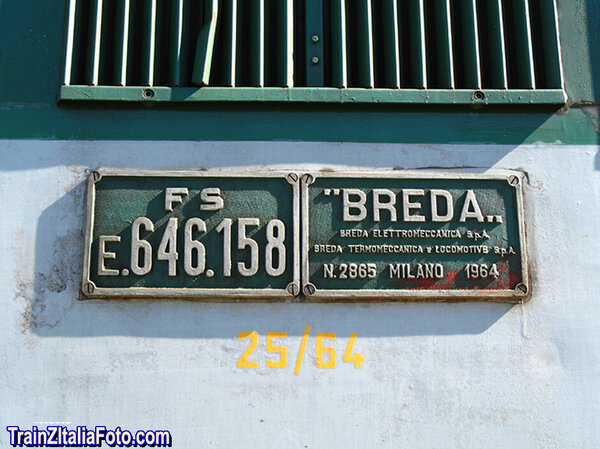 FS
E.646.158
"BREDA„
BREDA ELETTROMECCANICA S.p.A.
BREDA TERMOMECCANICA E LOCOMOTIVE S.p.A.
N.2865 MILANO 1964
25/64
TrainZItaliaFoto.com